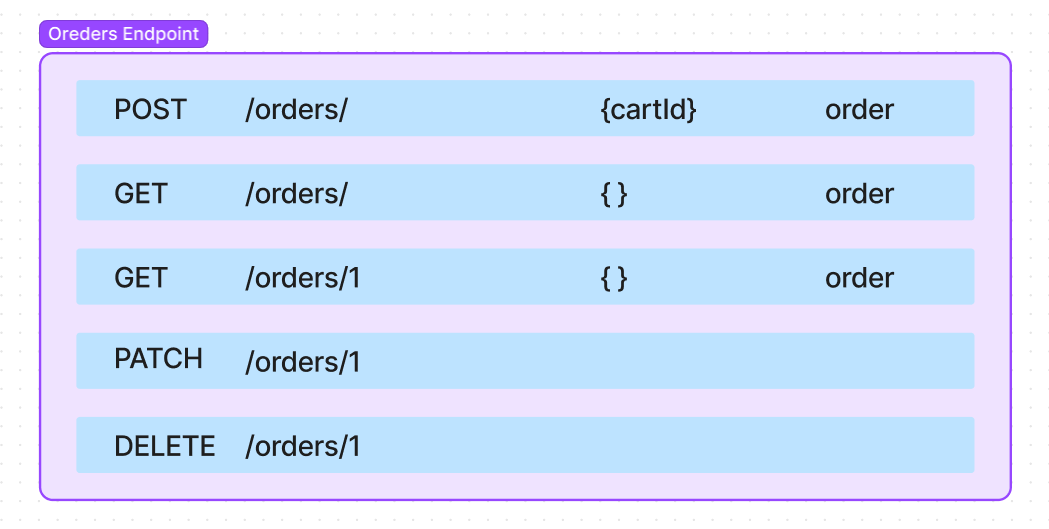 Oreders Endpoint
POST /orders/ {cartId} order
GET /orders/ { } order
GET /orders/1 { } order
PATCH /orders/1
DELETE /orders/1